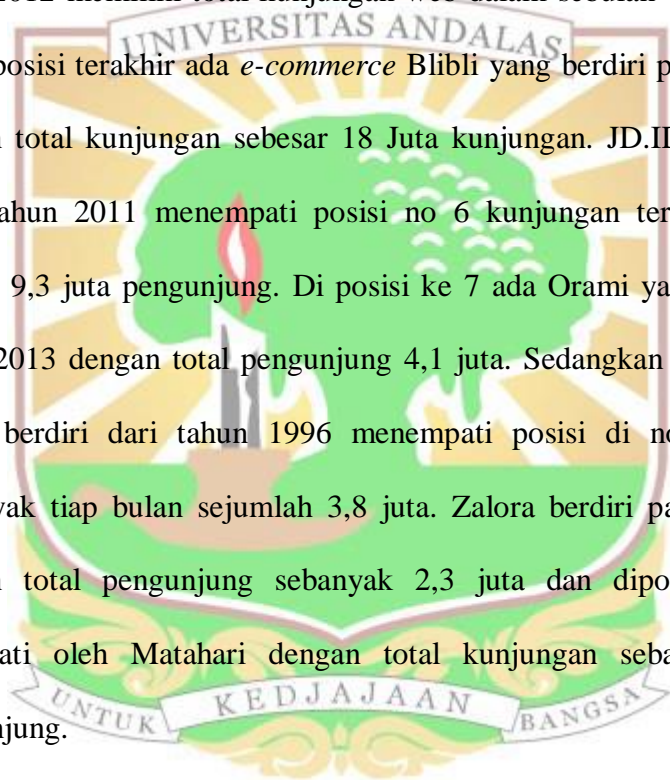 2012 memiliki total kunjungan web dalam sebulan
UNIVERSITAS ANDALAS
posisi terakhir ada e-commerce Blibli yang berdiri p
total kunjungan sebesar 18 Juta kunjungan. JD.ID
ahun 2011 menempati posisi no 6 kunjungan ter
9,3 juta pengunjung. Di posisi ke 7 ada Orami ya
2013 dengan total pengunjung 4,1 juta. Sedangkan
berdiri dari tahun 1996 menempati posisi di no
yak tiap bulan sejumlah 3,8 juta. Zalora berdiri pa
total pengunjung sebanyak 2,3 juta dan dipo
ati oleh Matahari dengan total kunjungan seba
njung.
UNTUK KEDJAJAAN BANGSA